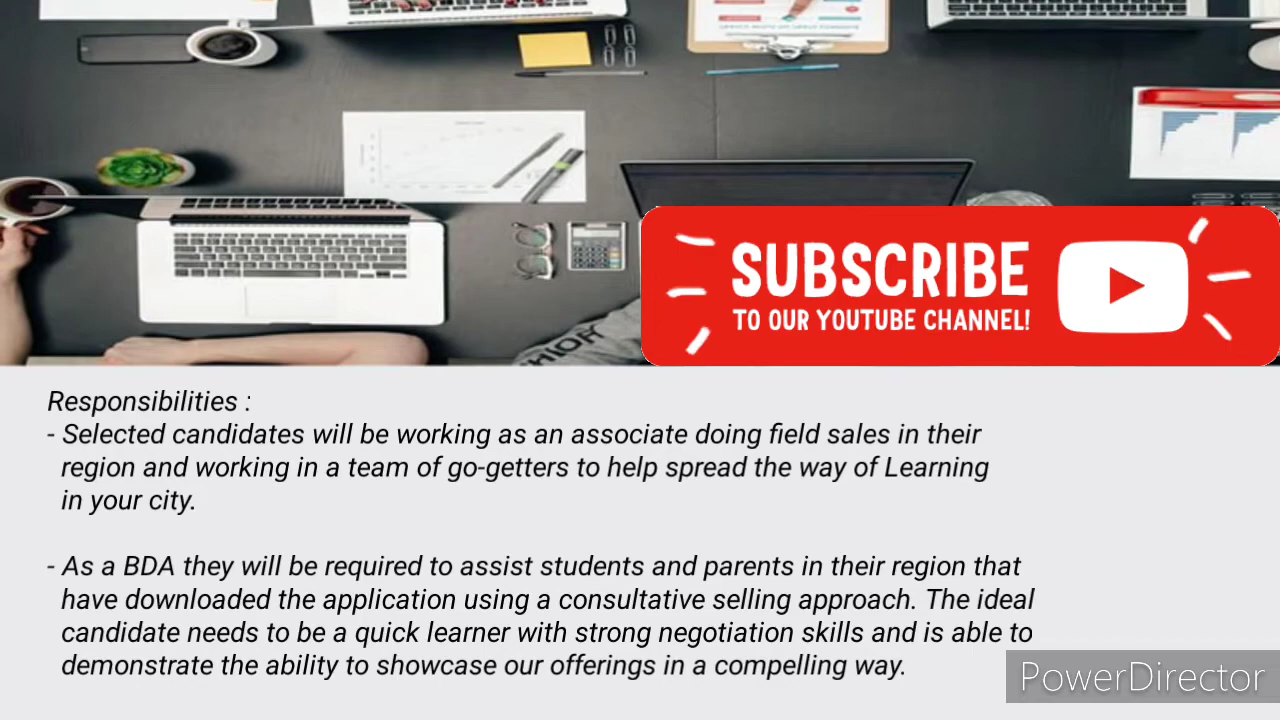 SUBSCRIBE
TO OUR YOUTUBE CHANNEL!
Responsibilities :
- Selected candidates will be working as an associate doing field sales in their
region and working in a team of go-getters to help spread the way of Learning
in your city.
- As a BDA they will be required to assist students and parents in their region that
have downloaded the application using a consultative selling approach. The ideal
candidate needs to be a quick learner with strong negotiation skills and is able to
demonstrate the ability to showcase our offerings in a compelling way.
PowerDirector